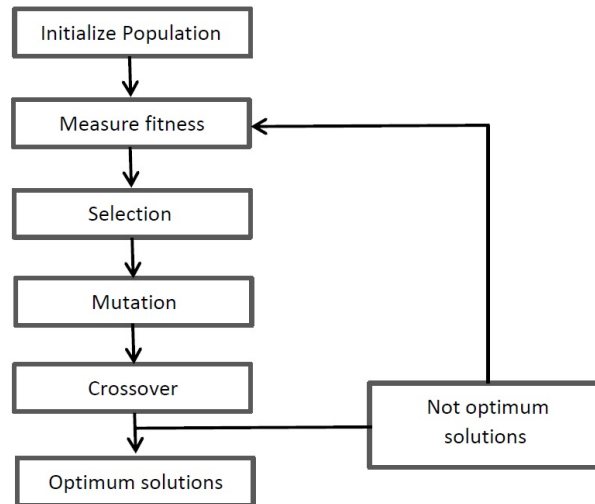 Initialize Population
Measure fitness
Selection
Mutation
Crossover
Not optimum
solutions
Optimum solutions